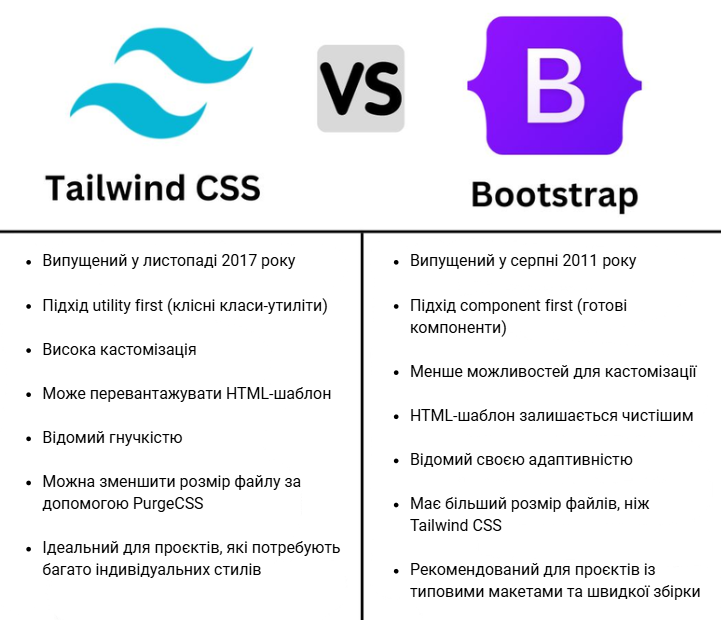 VS
B
Tailwind CSS
Bootstrap
Випущений у листопаді 2017 року
Підхід utility first (клісні класи-утиліти)
Висока кастомізація
Може перевантажувати HTML-шаблон
Відомий гнучкістю
Можна зменшити розмір файлу за
допомогою PurgeCSS
Ідеальний для проєктів, які потребують
багато індивідуальних стилів
Випущений у серпні 2011 року
Підхід component first (готові
компоненти)
Менше можливостей для кастомізації
HTML-шаблон залишається чистішим
Відомий своєю адаптивністю
Має більший розмір файлів, ніж
Tailwind CSS
Рекомендований для проєктів із
типовими макетами та швидкої збірки